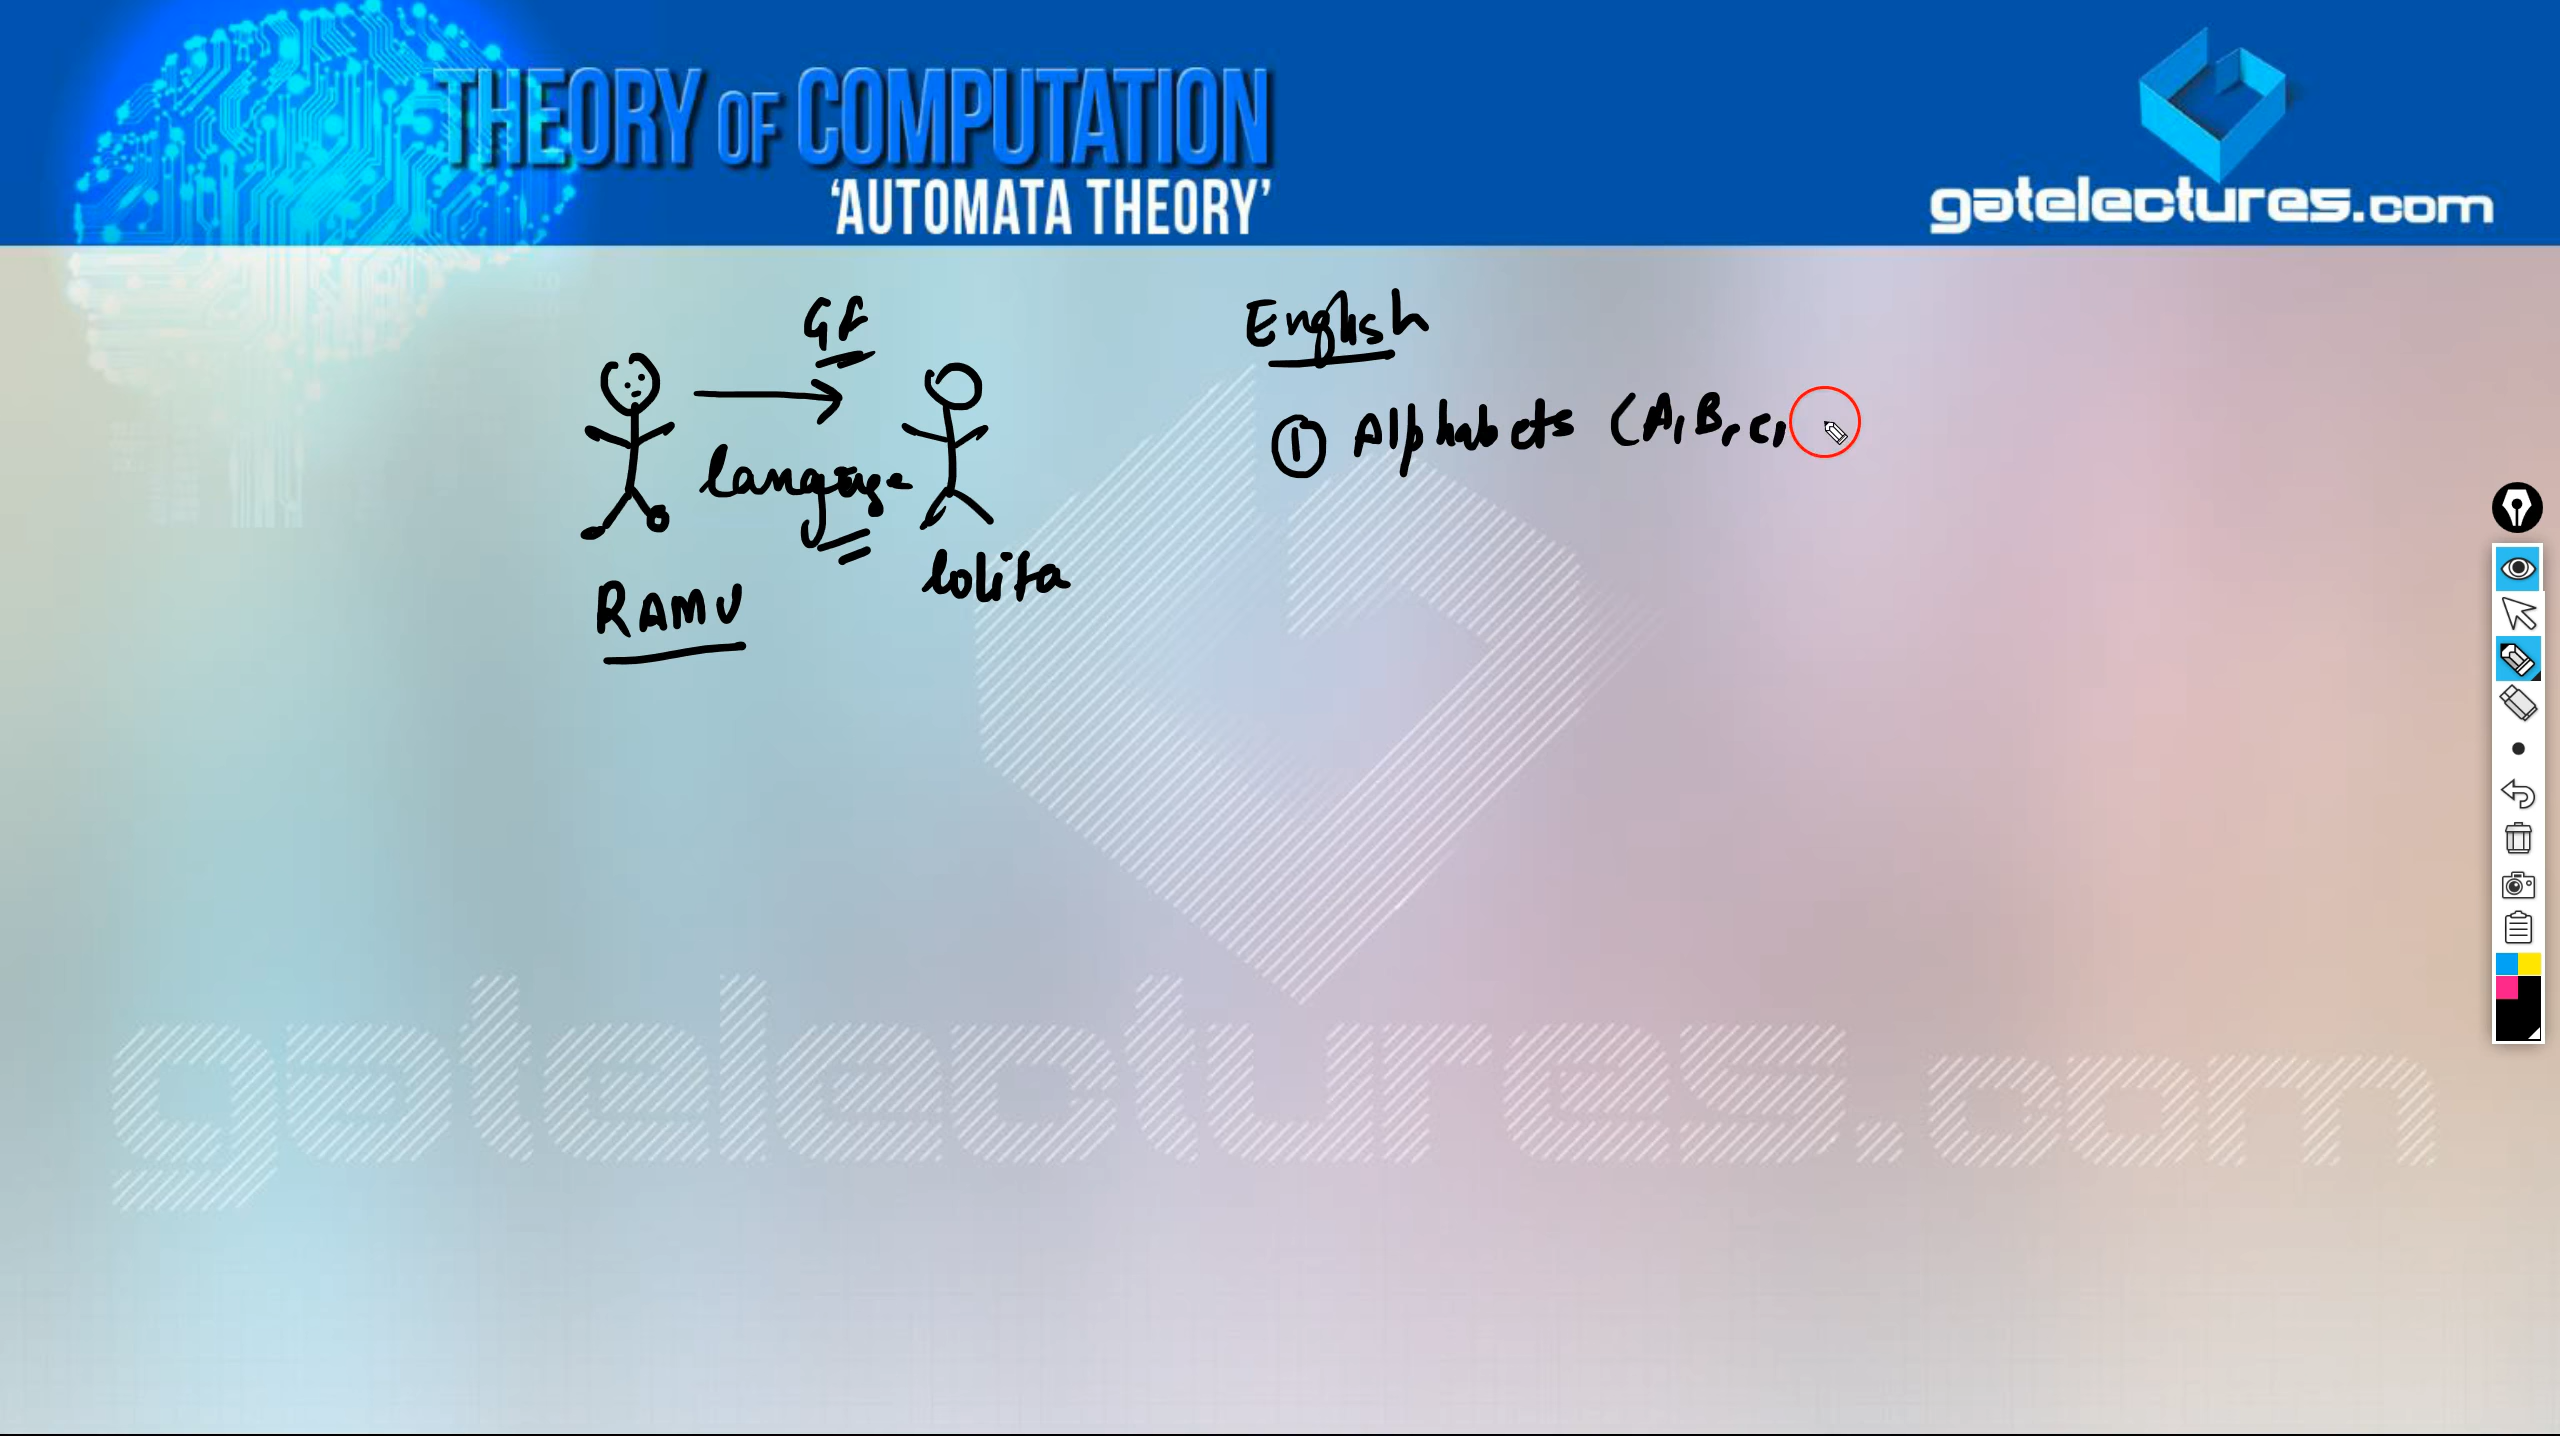 THEORY OF COMPUTATION
'AUTOMATA THEORY'
gatelectures.com
GF
language
RAMU
lolita
English
① Alphabets (A, B, C,
gatelectures.com